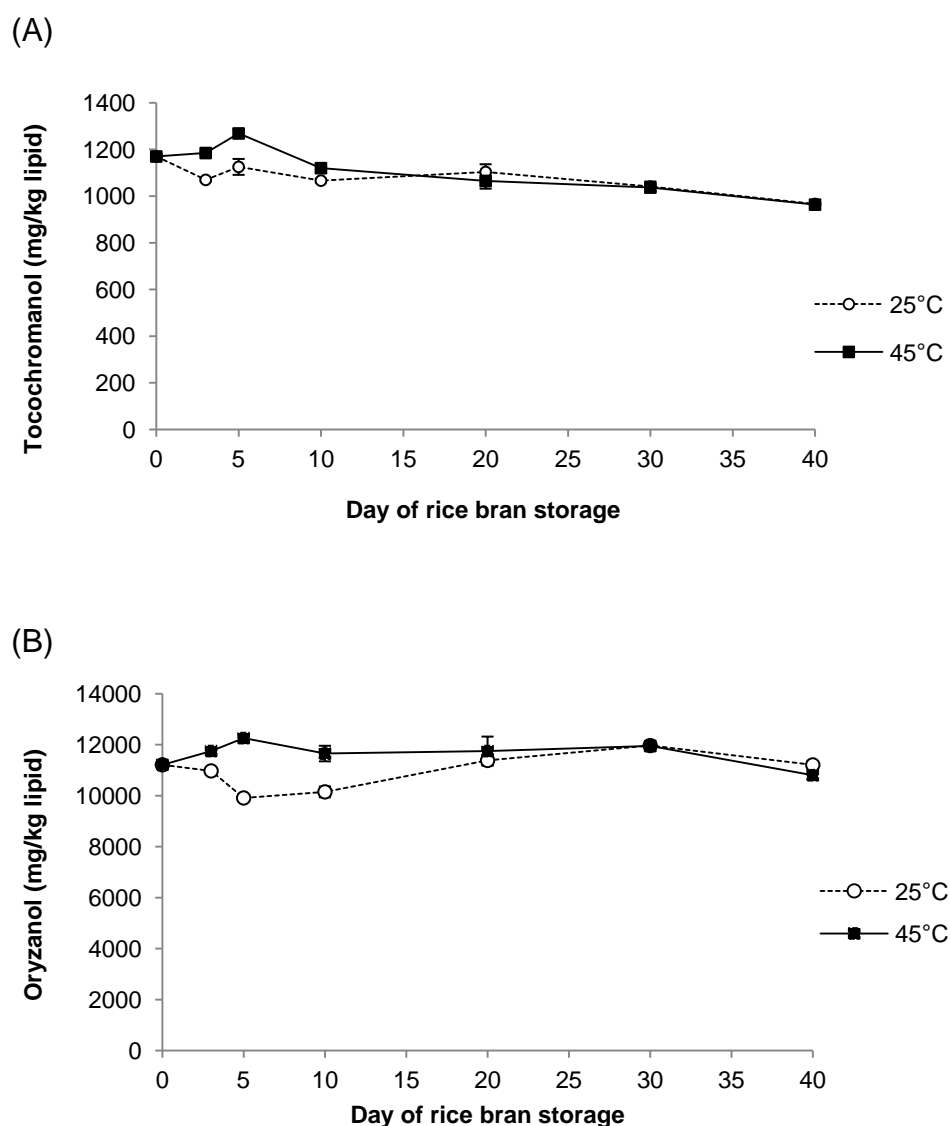 (A)
Tocochromanol (mg/kg lipid)
1400
1200
1000
800
600
400
200
0
0 5 10 15 20 25 30 35 40
Day of rice bran storage
25°C
45°C
(B)
Oryzanol (mg/kg lipid)
14000
12000
10000
8000
6000
4000
2000
0
0 5 10 15 20 25 30 35 40
Day of rice bran storage
25°C
45°C